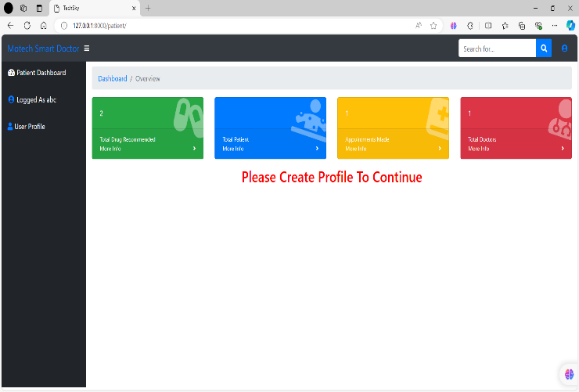 TechSky
127.0.0.1:8000/patient/
Motech Smart Doctor
Search for...
Patient Dashboard
Logged As abc
User Profile
Dashboard / Overview
2
Total Drug Recommended
More Info
Total Patient
More Info
1
Appointments Made
More Info
1
Total Doctors
More Info
Please Create Profile To Continue